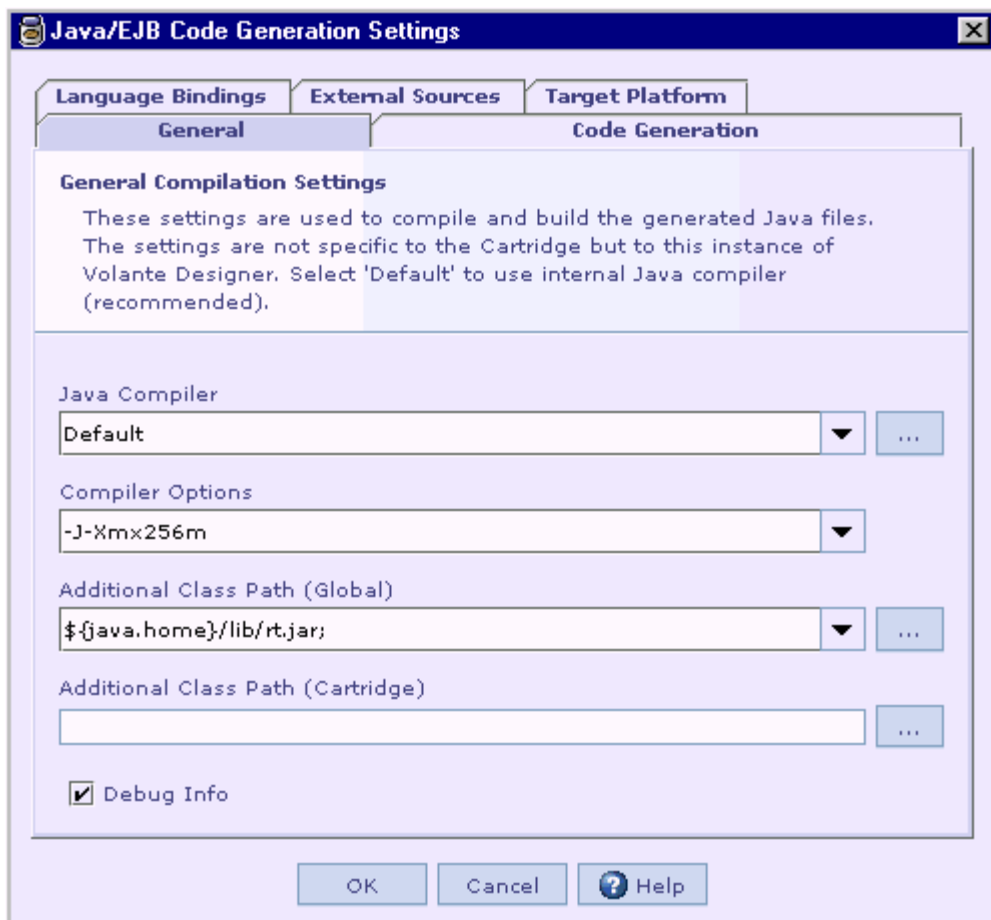 Java/EJB Code Generation Settings
Language Bindings External Sources Target Platform
General Code Generation
General Compilation Settings
These settings are used to compile and build the generated Java files.
The settings are not specific to the Cartridge but to this instance of
Volante Designer. Select 'Default' to use internal Java compiler
(recommended).
Java Compiler
Default ...
Compiler Options
-J-Xmx256m
Additional Class Path (Global)
${java.home}/lib/rt.jar; ...
Additional Class Path (Cartridge)
...
Debug Info
OK Cancel ? Help